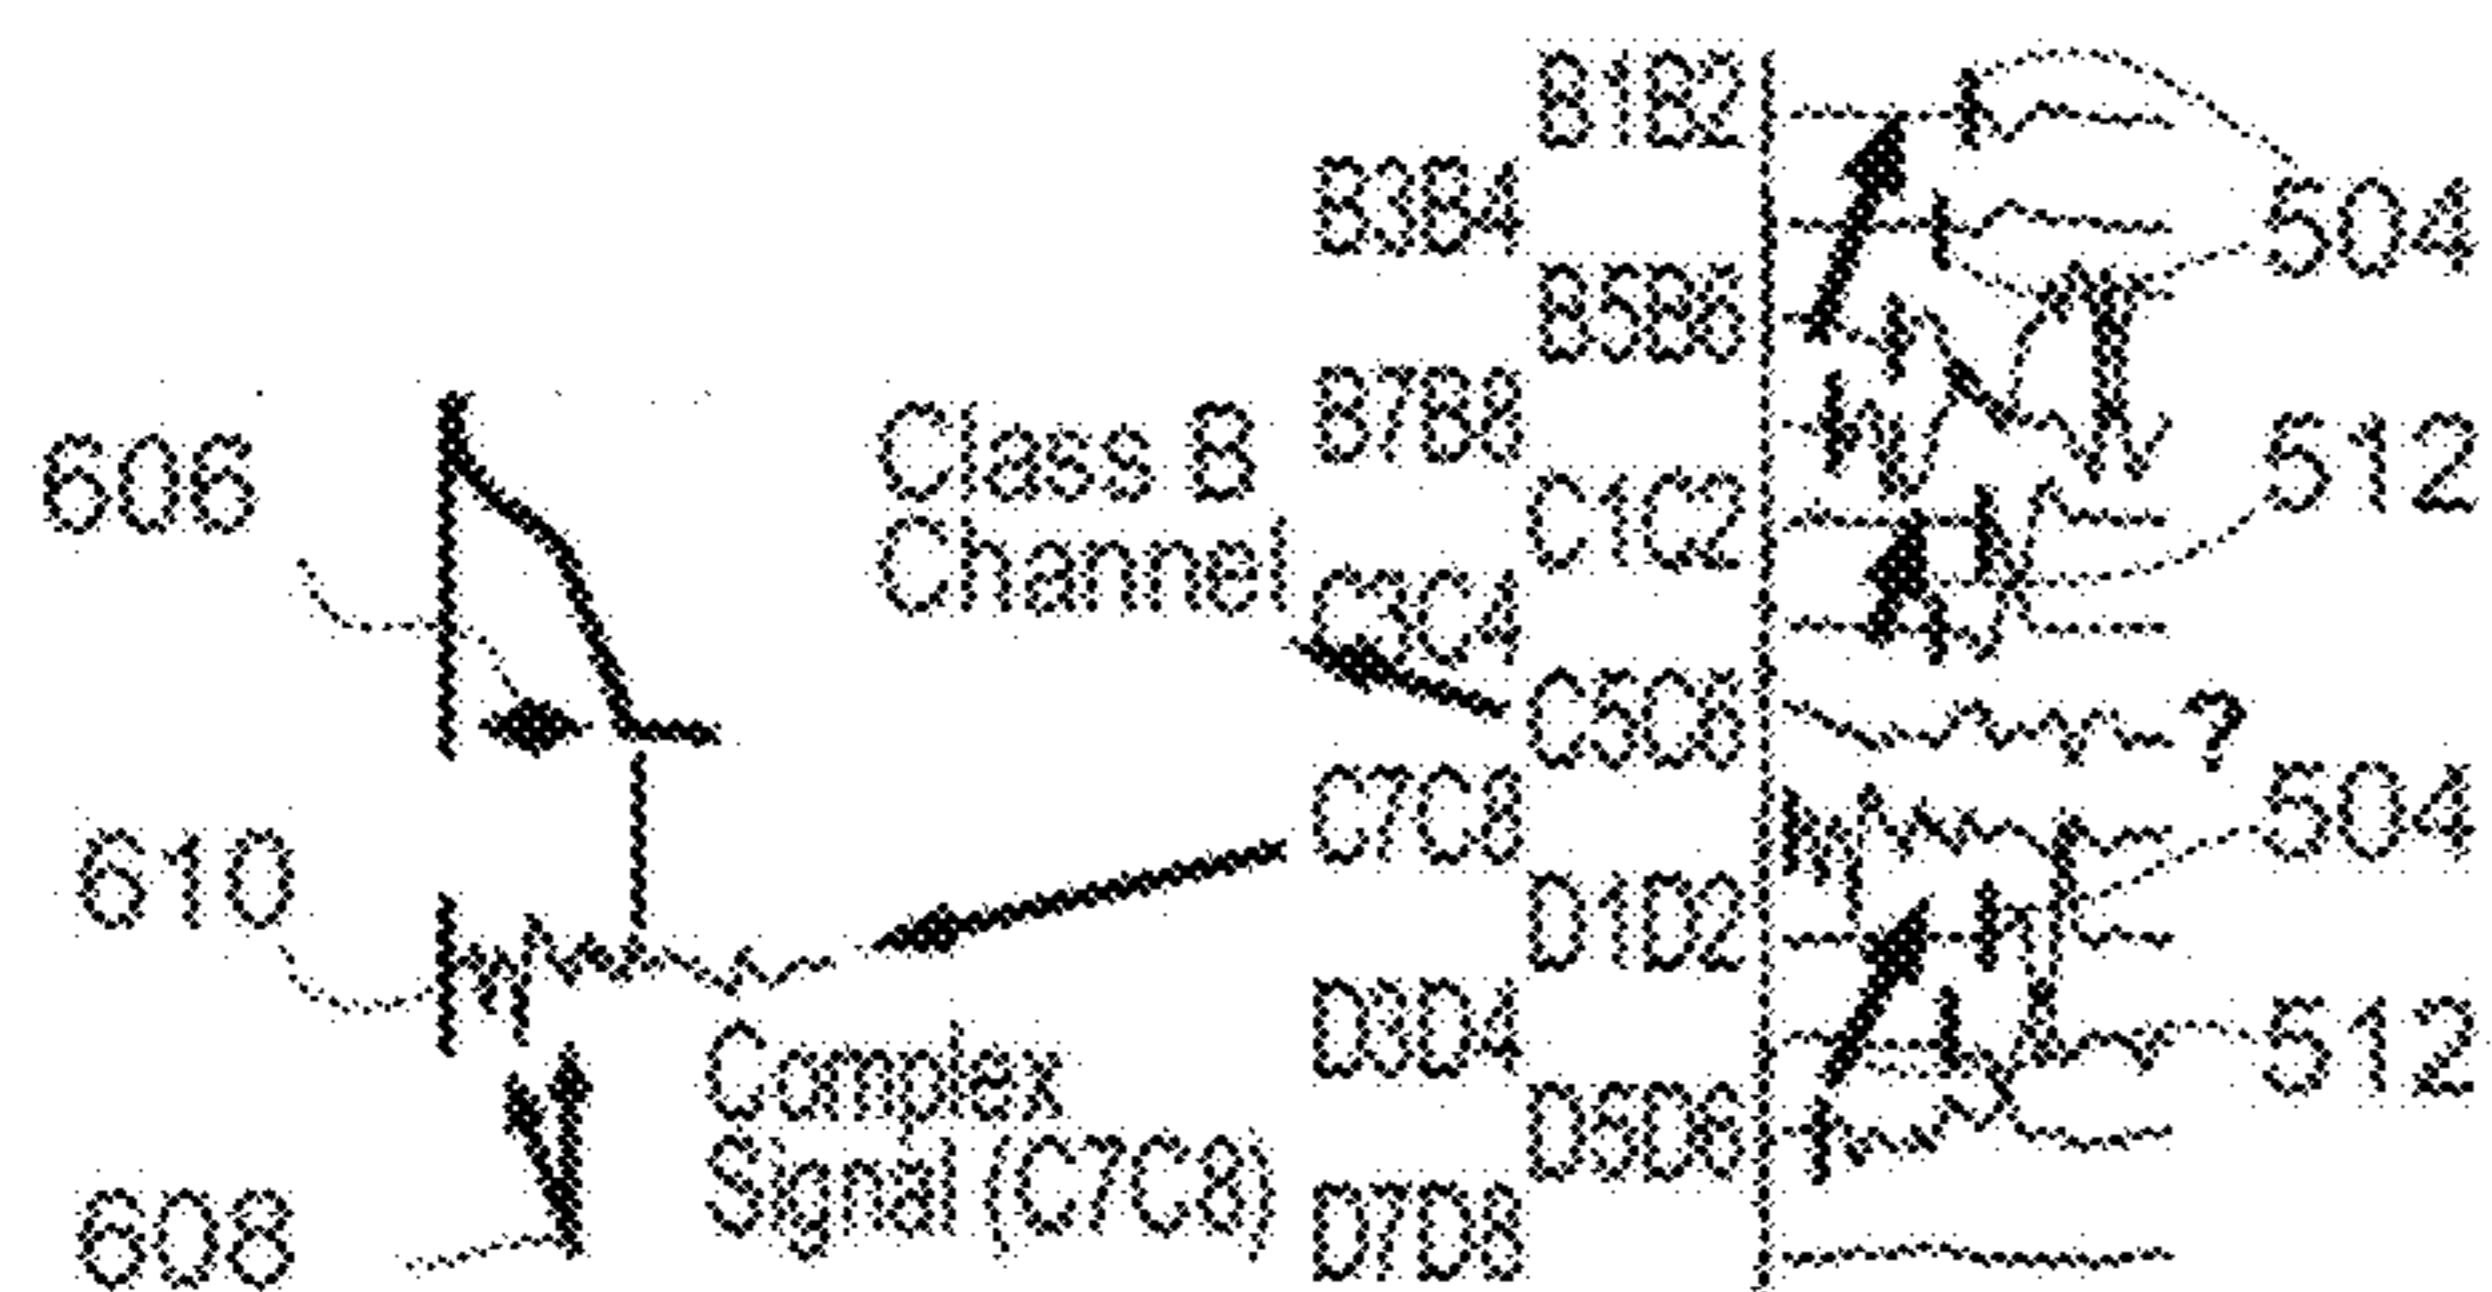 B1B2
B3B4
504
B5B6
B7B8
606
Class B
Channel
512
C1C2
C3C4
C5C6
?
C7C8
504
610
D1D2
D3D4
512
Complex
Signal (C7C8)
D5D6
D7D8
608